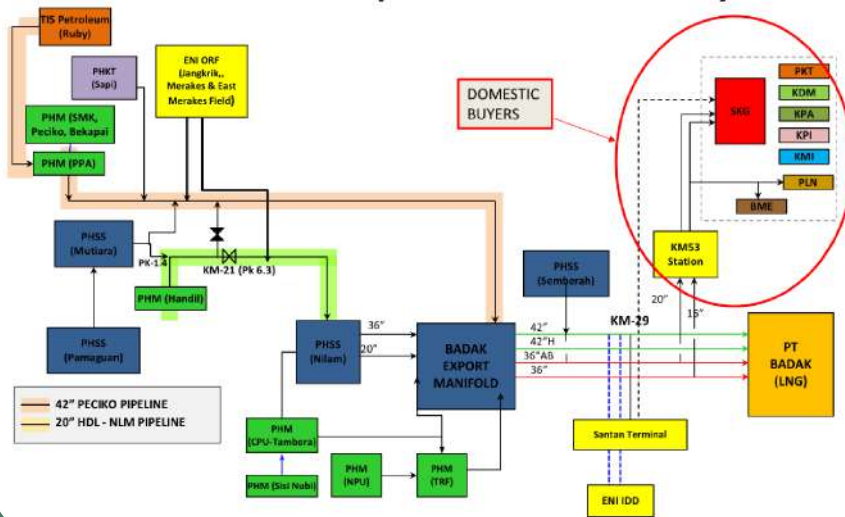 TIS Petroleum
(Ruby)
PHKT
(Sapi)
ENI ORF
(Jangkrik,,
Merakes & East
Merakes Field)
PHM (SMK,
Peciko, Bekapai)
PHM (PPA)
DOMESTIC
BUYERS
SKG
PKT
KDM
KPA
KPI
KMI
PLN
BME
KM53
Station
20"
16"
PHSS
(Mutiara)
PK-1.4
KM-21 (Pk 6.3)
PHM (Handil)
PHSS
(Pamaguan)
PHSS
(Semberah)
PHSS
(Nilam)
36"
20"
BADAK
EXPORT
MANIFOLD
KM-29
42"
42"H
36"AB
36"
PT
BADAK
(LNG)
42" PECIKO PIPELINE
20" HDL - NLM PIPELINE
PHM
(CPU-Tambora)
PHM (Sisi Nubi)
PHM
(NPU)
PHM
(TRF)
Santan Terminal
ENI IDD